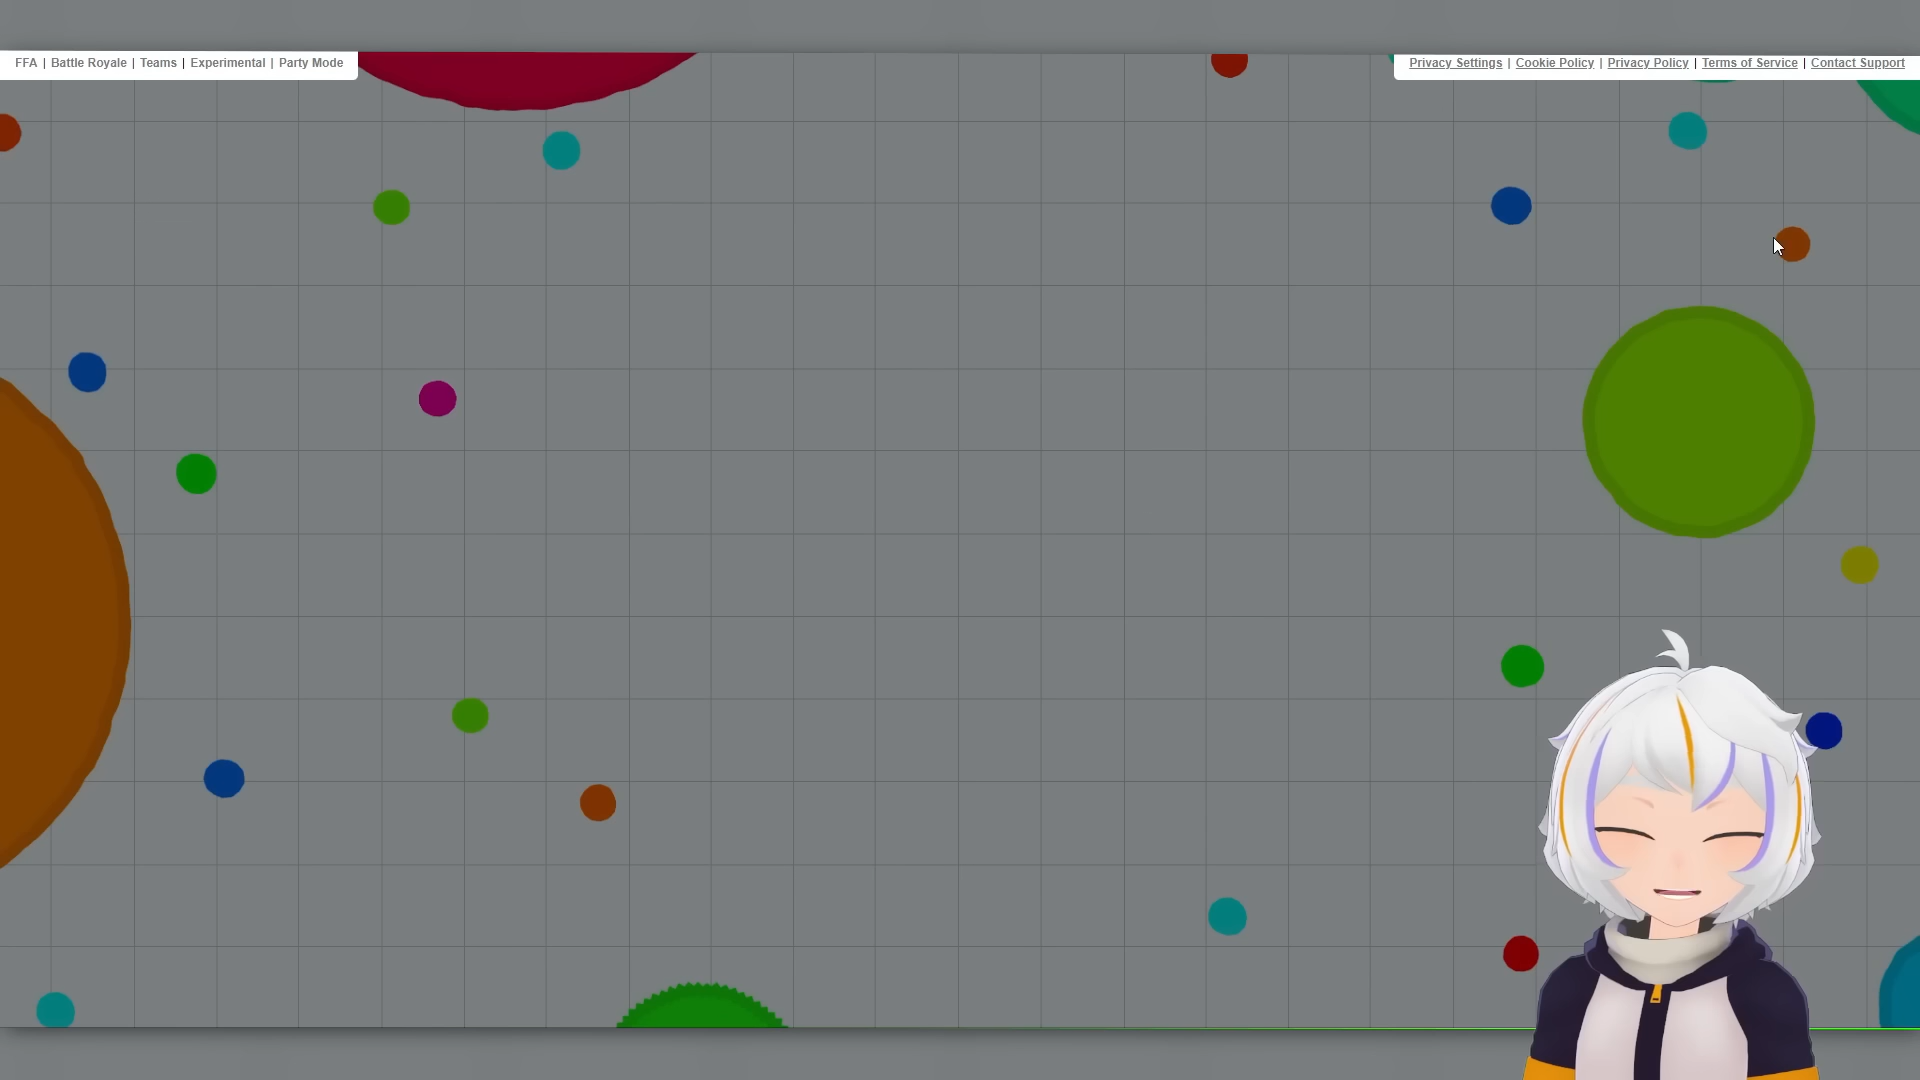 FFA | Battle Royale | Teams | Experimental | Party Mode
Privacy Settings | Cookie Policy | Privacy Policy | Terms of Service | Contact Support